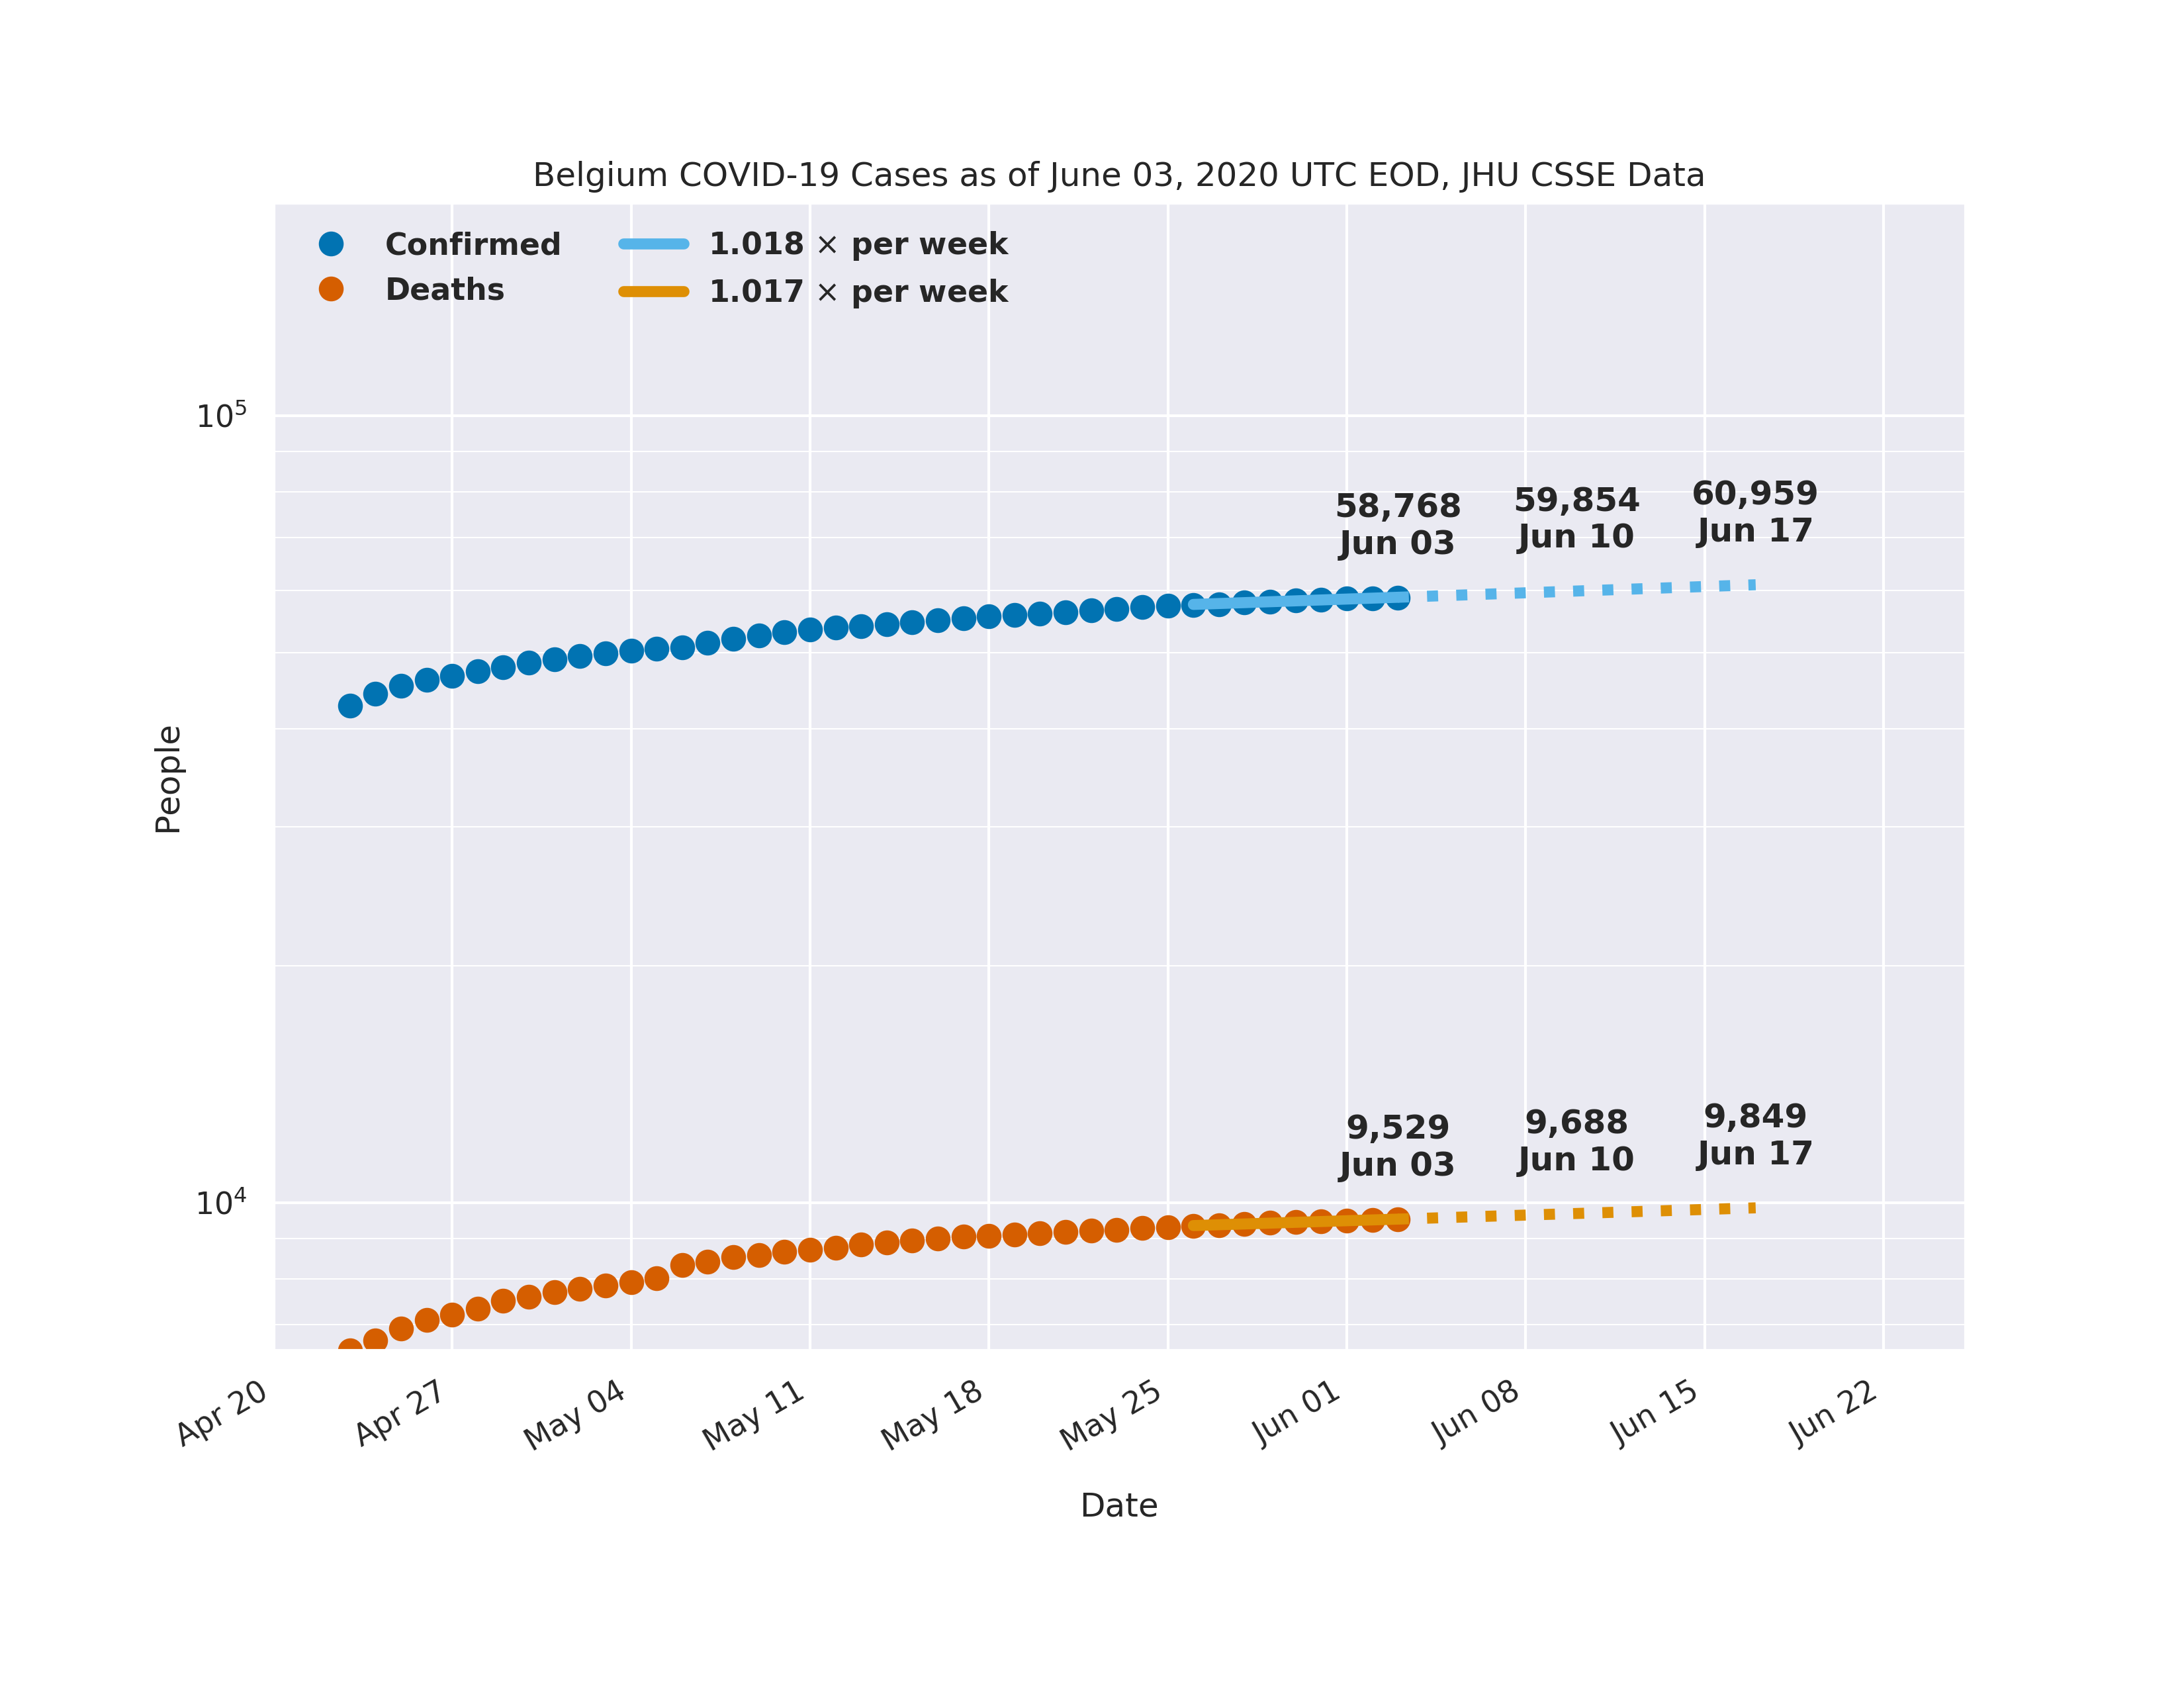 Belgium COVID-19 Cases as of June 03, 2020 UTC EOD, JHU CSSE Data
Confirmed
Deaths
1.018 × per week
1.017 × per week
10⁵
10⁴
People
58,768
Jun 03
59,854
Jun 10
60,959
Jun 17
9,529
Jun 03
9,688
Jun 10
9,849
Jun 17
Apr 20
Apr 27
May 04
May 11
May 18
May 25
Jun 01
Jun 08
Jun 15
Jun 22
Date